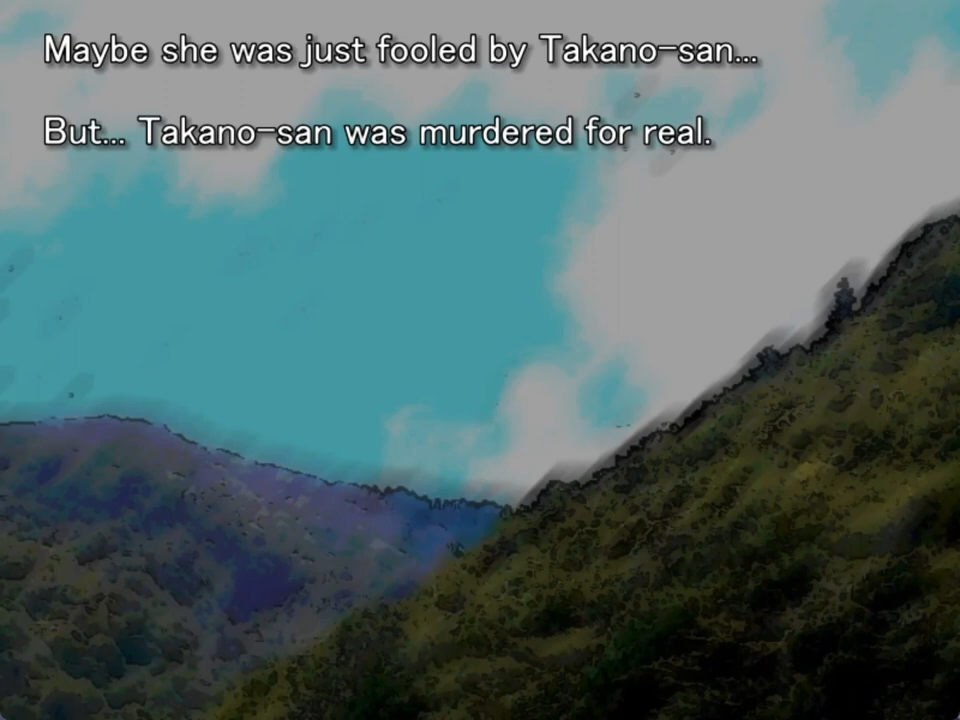 Maybe she was just fooled by Takano-san...
But... Takano-san was murdered for real.